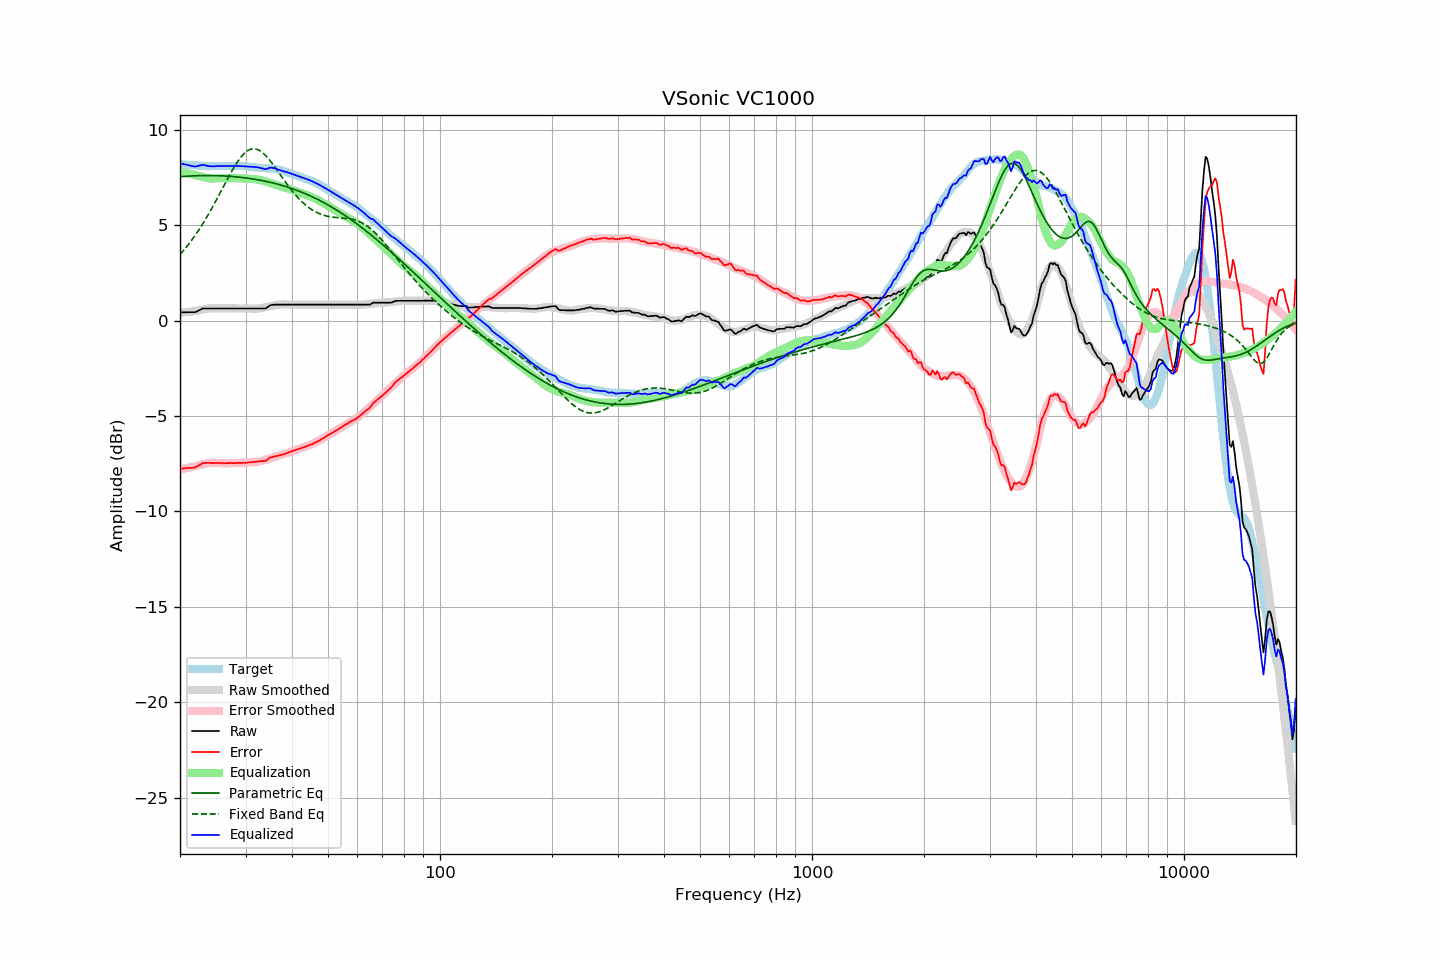 VSonic VC1000
Amplitude (dBr)
10
5
0
−5
−10
−15
−20
−25
Target
Raw Smoothed
Error Smoothed
Raw
Error
Equalization
Parametric Eq
Fixed Band Eq
Equalized
100
1000
10000
Frequency (Hz)